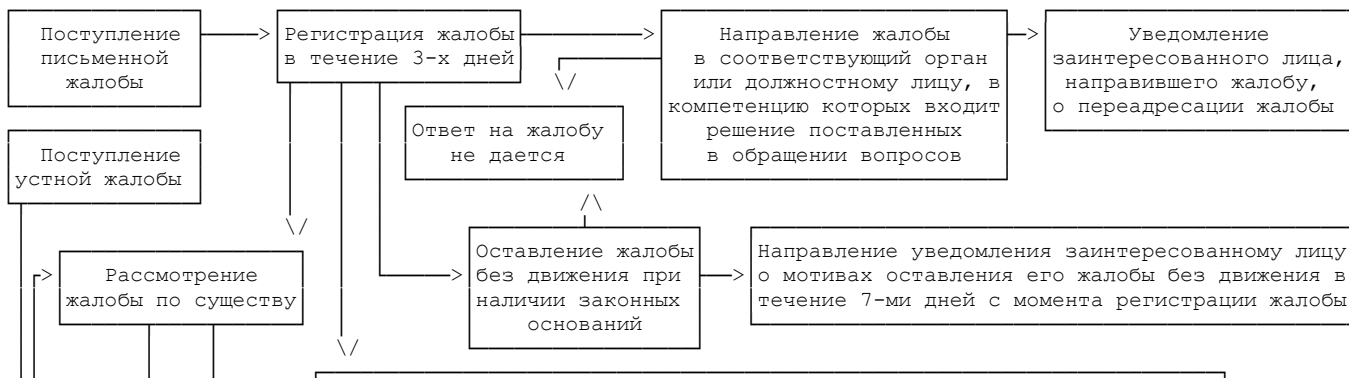 Поступление
письменной
жалобы
Регистрация жалобы
в течение 3-х дней
Направление жалобы
в соответствующий орган
или должностному лицу, в
компетенцию которых входит
решение поставленных
в обращении вопросов
Уведомление
заинтересованного лица,
направившего жалобу,
о переадресации жалобы
Ответ на жалобу
не дается
Поступление
устной жалобы
Рассмотрение
жалобы по существу
Оставление жалобы
без движения при
наличии законных
оснований
Направление уведомления заинтересованному лицу
о мотивах оставления его жалобы без движения в
течение 7-ми дней с момента регистрации жалобы